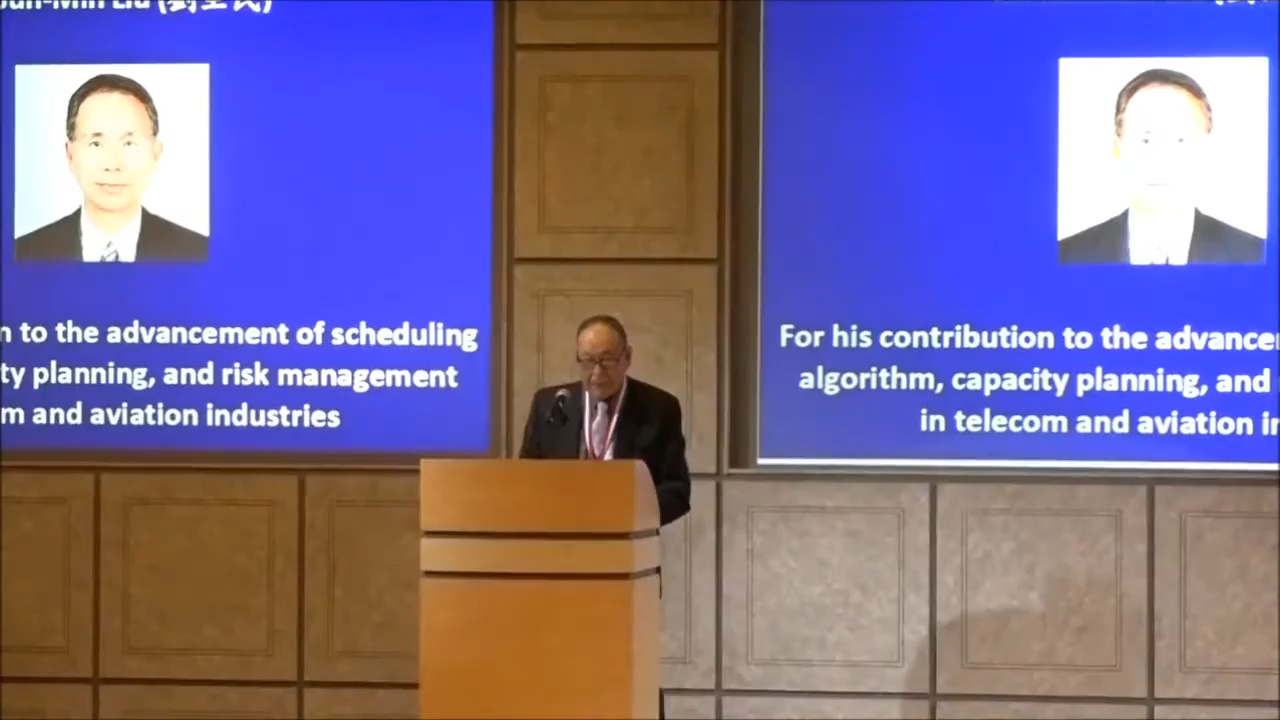 n to the advancement of scheduling
ty planning, and risk management
m and aviation industries
For his contribution to the advance
algorithm, capacity planning, and
in telecom and aviation in